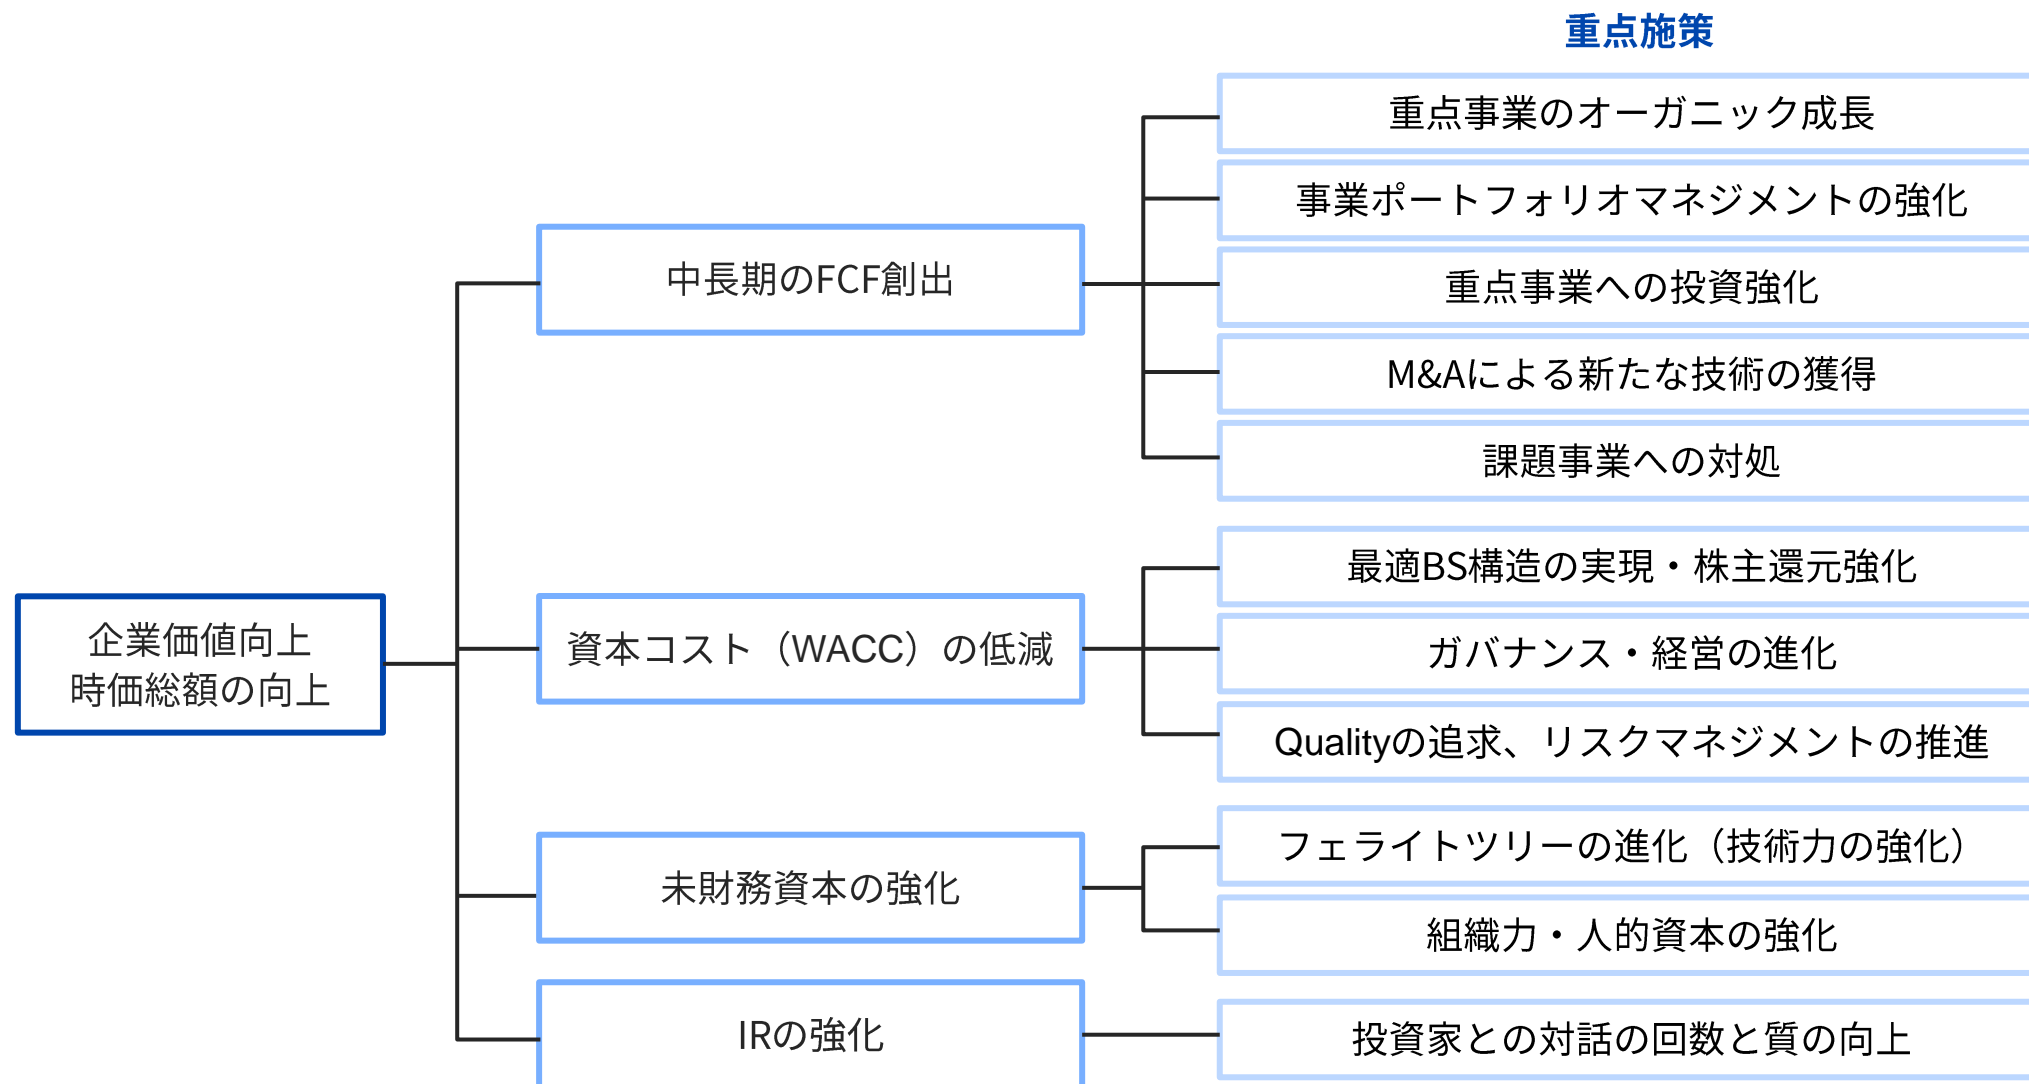 重点施策
企業価値向上
時価総額の向上
中長期のFCF創出
重点事業のオーガニック成長
事業ポートフォリオマネジメントの強化
重点事業への投資強化
M&Aによる新たな技術の獲得
課題事業への対処
資本コスト（WACC）の低減
最適BS構造の実現・株主還元強化
ガバナンス・経営の進化
Qualityの追求、リスクマネジメントの推進
未財務資本の強化
フェライトツリーの進化（技術力の強化）
組織力・人的資本の強化
IRの強化
投資家との対話の回数と質の向上